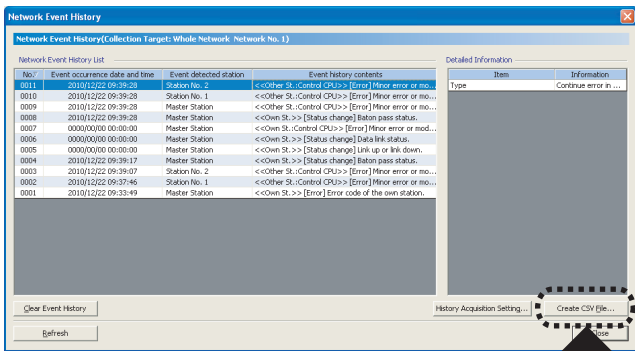 Network Event History
Network Event History(Collection Target: Whole Network Network No. 1)
Network Event History List
Detailed Information
No. Event occurrence date and time Event detected station Event history contents
Item Information
0011 2010/12/22 09:39:28 Station No. 2 <<Other St.:Control CPU>> [Error] Minor error or mo...
Type Continue error in ...
0010 2010/12/22 09:39:28 Station No. 1 <<Other St.:Control CPU>> [Error] Minor error or mo...
0009 2010/12/22 09:39:28 Master Station <<Other St.:Control CPU>> [Error] Minor error or mo...
0008 2010/12/22 09:39:28 Master Station <<Own St.>> [Status change] Baton pass status.
0007 0000/00/00 00:00:00 Master Station <<Own St.:Control CPU>> [Error] Minor error or mod...
0006 0000/00/00 00:00:00 Master Station <<Own St.>> [Status change] Data link status.
0005 0000/00/00 00:00:00 Master Station <<Own St.>> [Status change] Link up or link down.
0004 2010/12/22 09:39:17 Master Station <<Own St.>> [Status change] Baton pass status.
0003 2010/12/22 09:39:07 Station No. 2 <<Other St.:Control CPU>> [Error] Minor error or mo...
0002 2010/12/22 09:37:46 Station No. 1 <<Other St.:Control CPU>> [Error] Minor error or mo...
0001 2010/12/22 09:33:49 Master Station <<Own St.>> [Error] Error code of the own station.
Clear Event History
History Acquisition Setting...
Create CSV File...
Refresh
Close